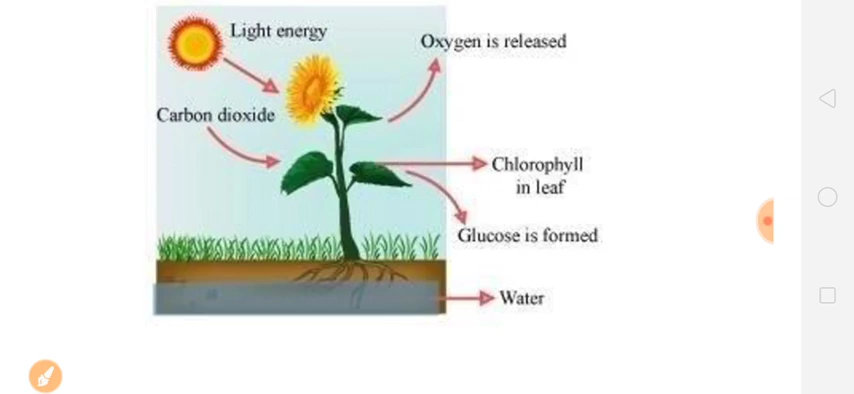 Light energy
Oxygen is released
Carbon dioxide
Chlorophyll
in leaf
Glucose is formed
Water